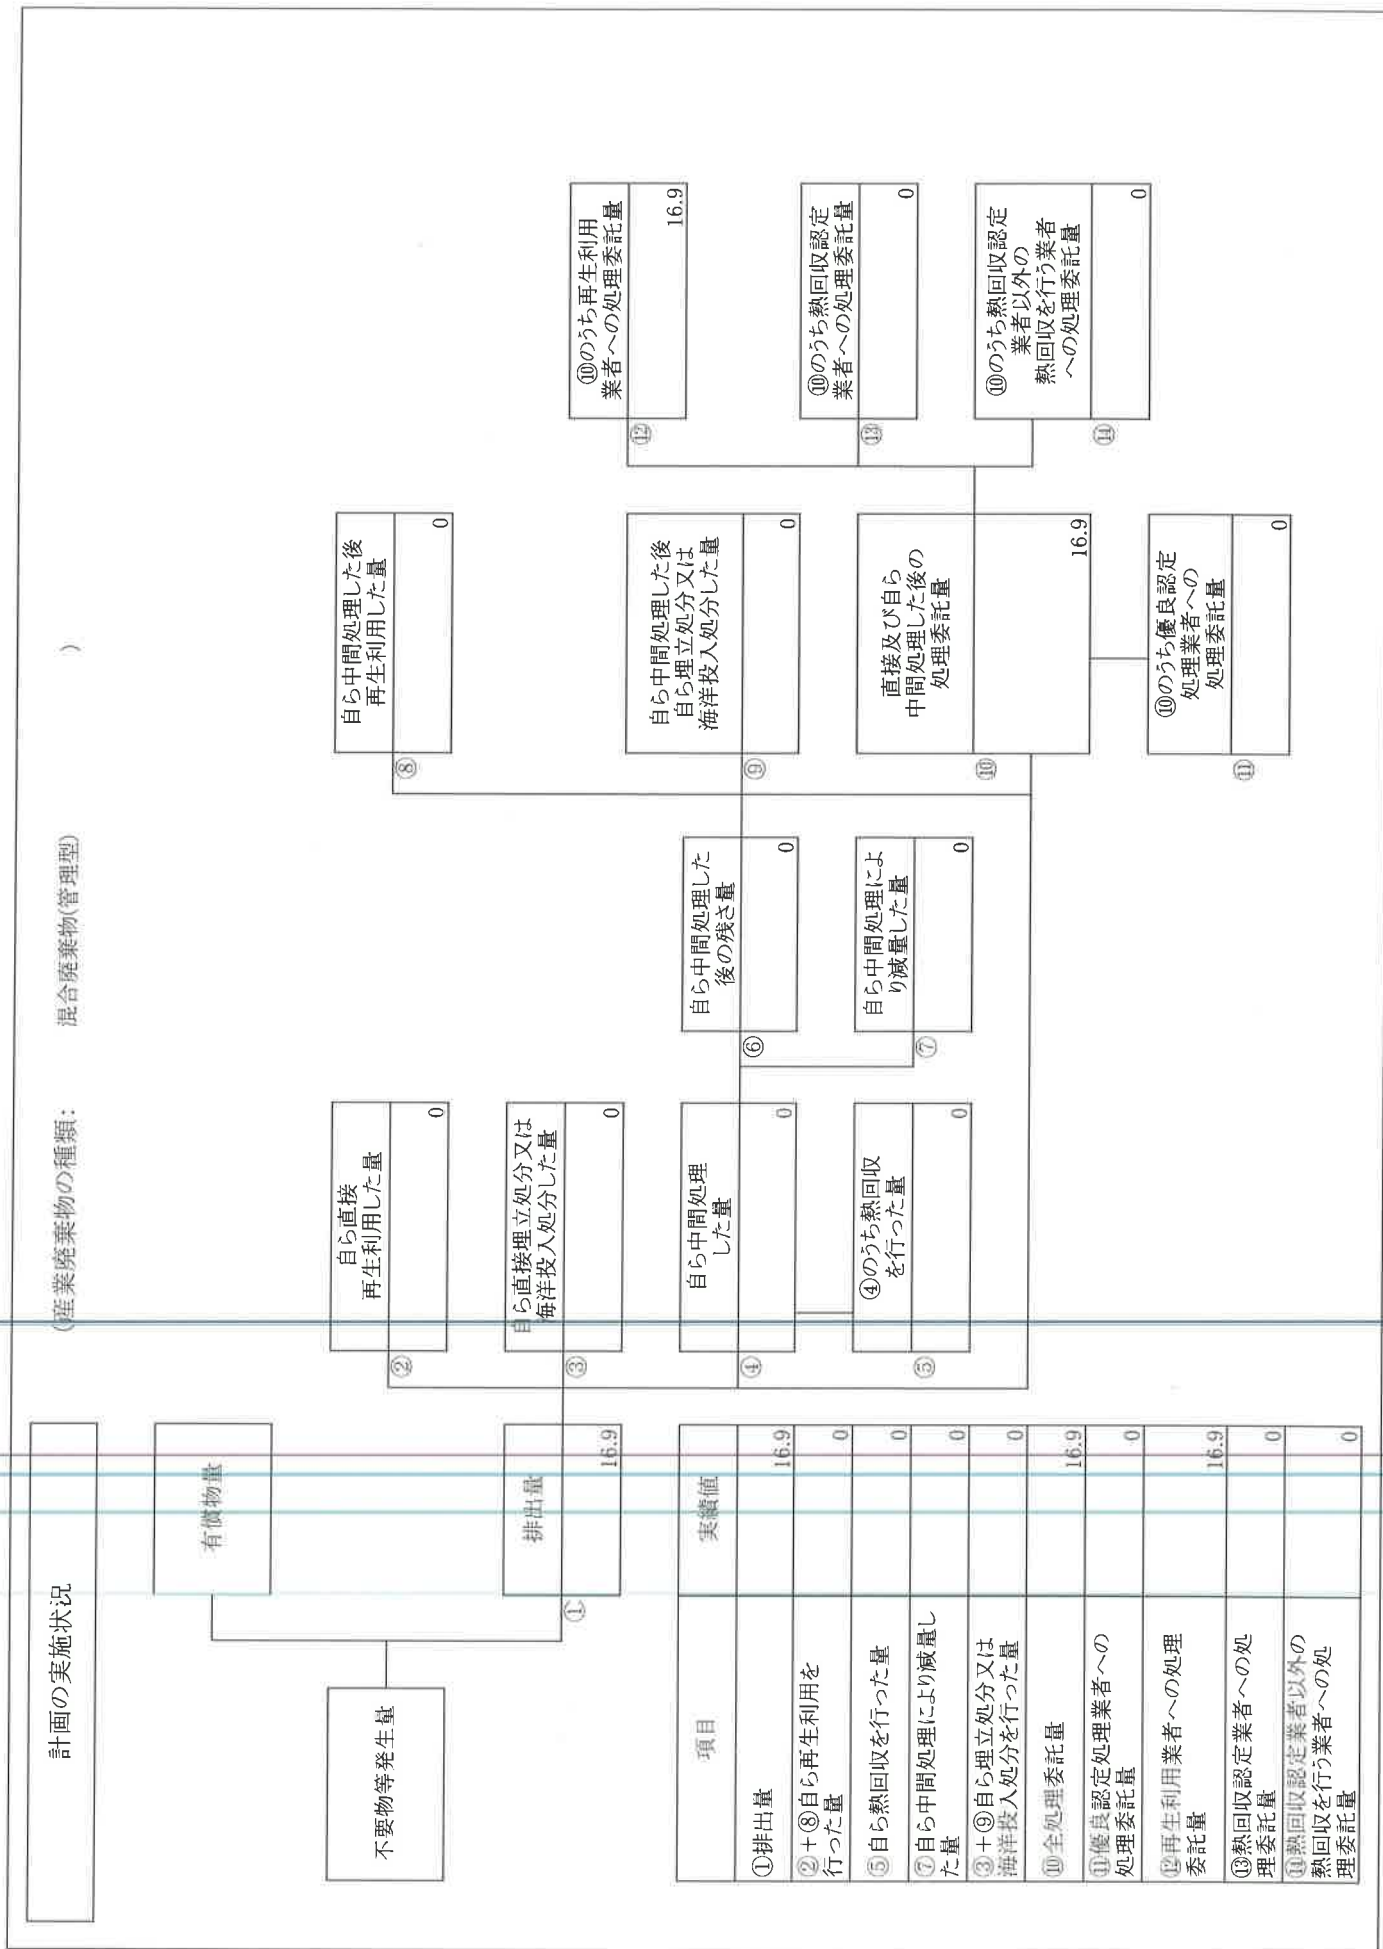 計画の実施状況
(産業廃棄物の種類:
混合廃棄物(管理型)
)
不要物等発生量
有償物量
①
排出量
16.9
②
自ら直接
再生利用した量
0
③
自ら直接埋立処分又は
海洋投入処分した量
0
④
自ら中間処理
した量
0
⑤
④のうち熱回収
を行った量
0
⑥
自ら中間処理した
後の残さ量
0
⑦
自ら中間処理によ
り減量した量
0
⑧
自ら中間処理した後
再生利用した量
0
⑨
自ら中間処理した後
自ら埋立処分又は
海洋投入処分した量
0
⑩
直接及び自ら
中間処理した後の
処理委託量
16.9
⑪
⑩のうち優良認定
処理業者への
処理委託量
0
⑫
⑩のうち再生利用
業者への処理委託量
16.9
⑬
⑩のうち熱回収認定
業者への処理委託量
0
⑭
⑩のうち熱回収認定
業者以外の
熱回収を行う業者
への処理委託量
0
項目 実績値
①排出量 16.9
②+⑧自ら再生利用を
行った量 0
⑤自ら熱回収を行った量 0
⑦自ら中間処理により減量し
た量 0
③+⑨自ら埋立処分又は
海洋投入処分を行った量 0
⑩全処理委託量 16.9
⑪優良認定処理業者への
処理委託量 0
⑫再生利用業者への処理
委託量 16.9
⑬熱回収認定業者への処
理委託量 0
⑭熱回収認定業者以外の
熱回収を行う業者への処
理委託量 0